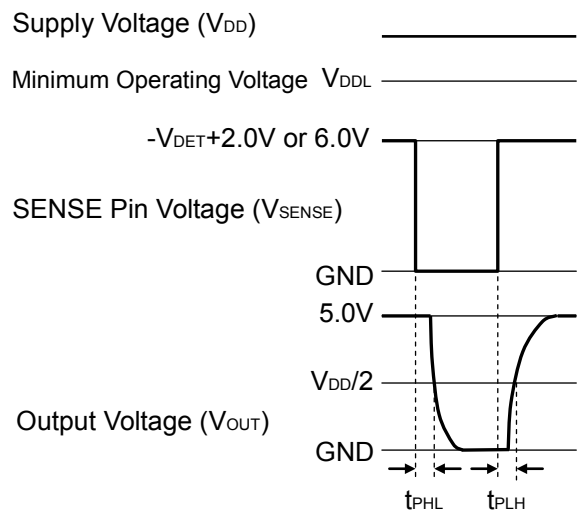 Supply Voltage (VDD)
Minimum Operating Voltage VDDL
-VDET+2.0V or 6.0V
SENSE Pin Voltage (VSENSE)
GND
5.0V
VDD/2
Output Voltage (VOUT)
GND
tPHL tPLH